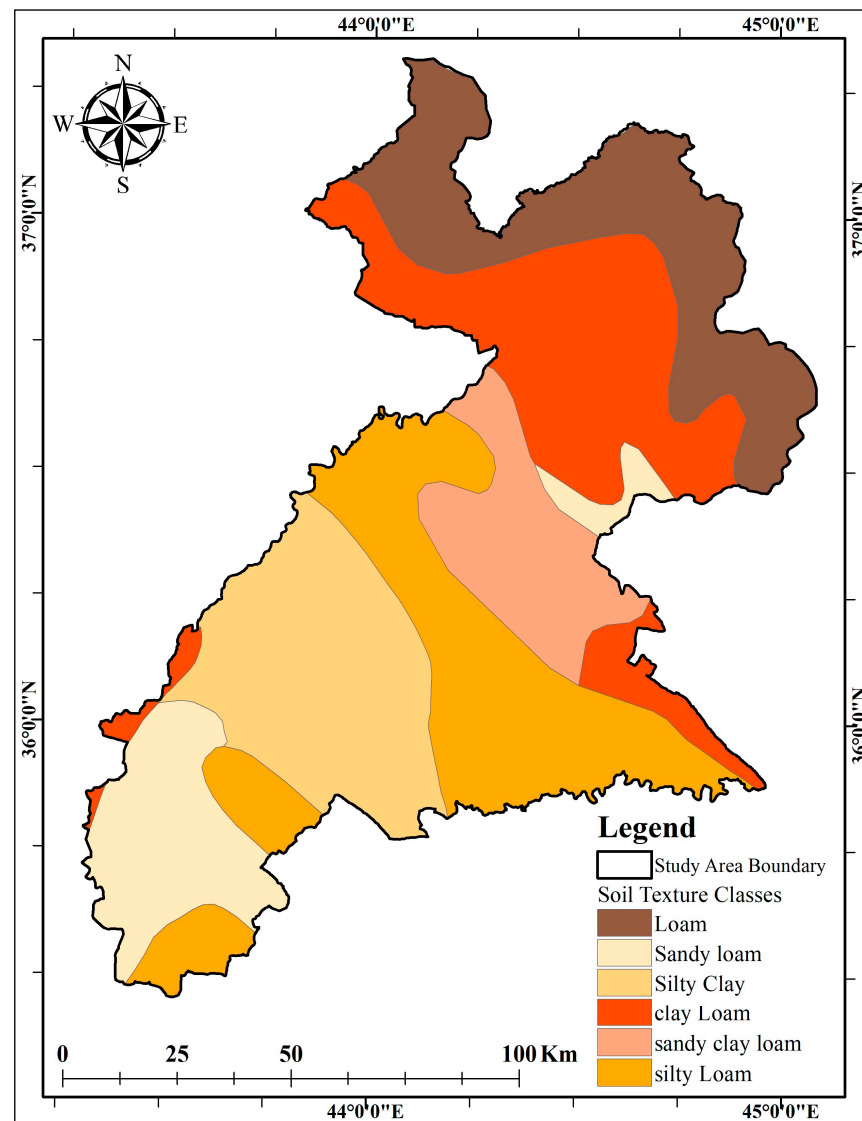 44°0'0"E 45°0'0"E
N
W E
S
37°0'0"N 37°0'0"N
36°0'0"N 36°0'0"N
Legend
Study Area Boundary
Soil Texture Classes
Loam
Sandy loam
Silty Clay
clay Loam
sandy clay loam
silty Loam
0 25 50 100 Km
44°0'0"E 45°0'0"E